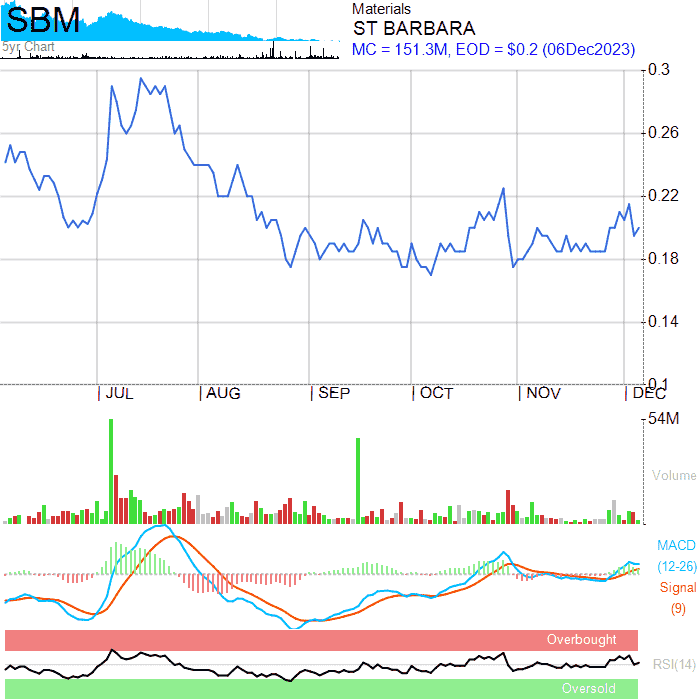 SBM
5yr Chart
Materials
ST BARBARA
MC = 151.3M, EOD = $0.2 (06Dec2023)
0.3
0.26
0.22
0.18
0.14
0.1
JUL AUG SEP OCT NOV DEC
54M
Volume
MACD
(12-26)
Signal
(9)
Overbought
RSI(14)
Oversold